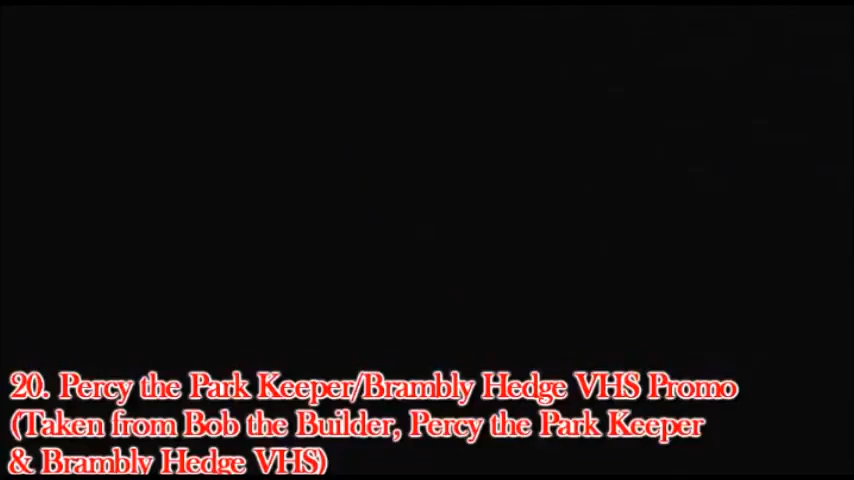 20. Percy the Park Keeper/Brambly Hedge VHS Promo
(Taken from Bob the Builder, Percy the Park Keeper
& Brambly Hedge VHS)